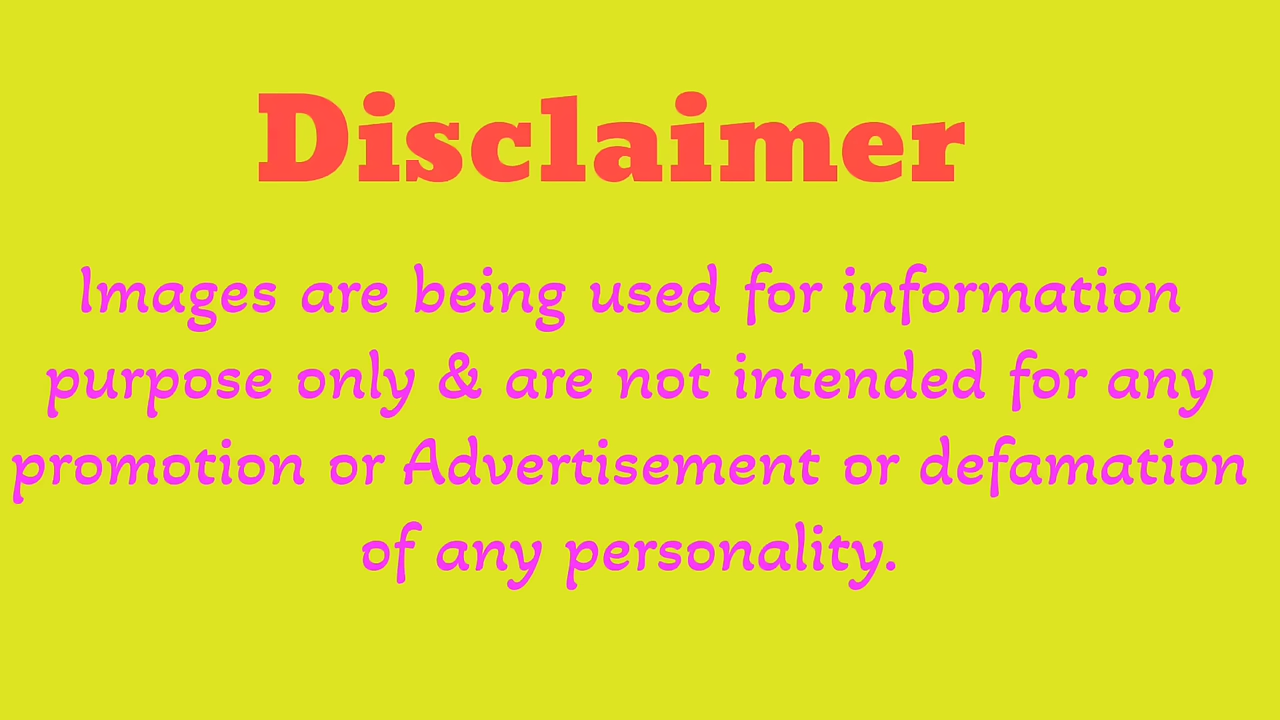 Disclaimer
Images are being used for information
purpose only & are not intended for any
promotion or Advertisement or defamation
of any personality.